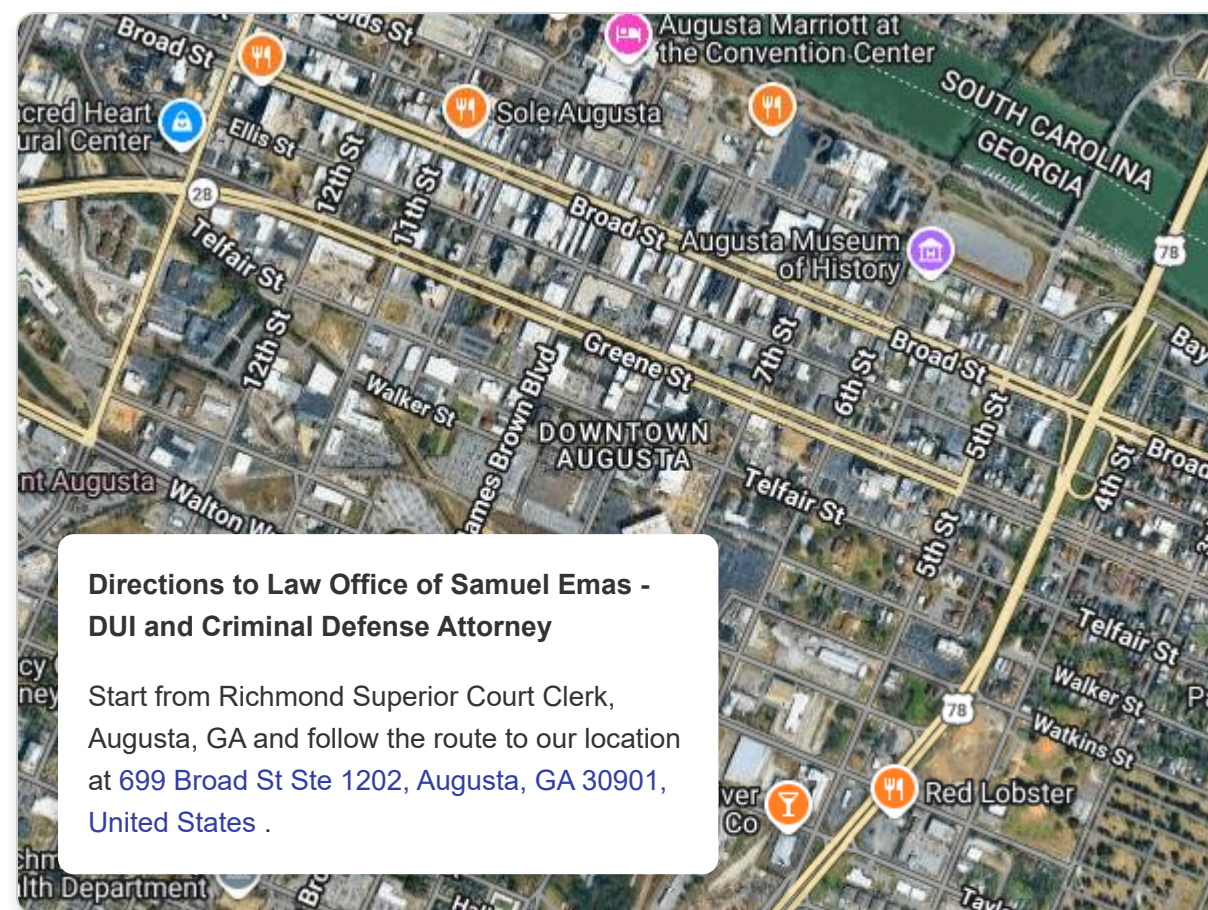 Augusta Marriott at
the Convention Center
Broad St
SOUTH CAROLINA
GEORGIA
Sole Augusta
Ellis St
28
12th St
11th St
Broad St
Augusta Museum
of History
78
Telfair St
12th St
Greene St
7th St
6th St
Broad St
5th St
Bay
Walker St
James Brown Blvd
DOWNTOWN
AUGUSTA
4th St
Broad
Telfair St
5th St
nt Augusta
Walton W
Directions to Law Office of Samuel Emas -
DUI and Criminal Defense Attorney
Start from Richmond Superior Court Clerk,
Augusta, GA and follow the route to our location
at 699 Broad St Ste 1202, Augusta, GA 30901,
United States .
Telfair St
Walker St
78
Watkins St
ver
Co
Red Lobster
lth Department